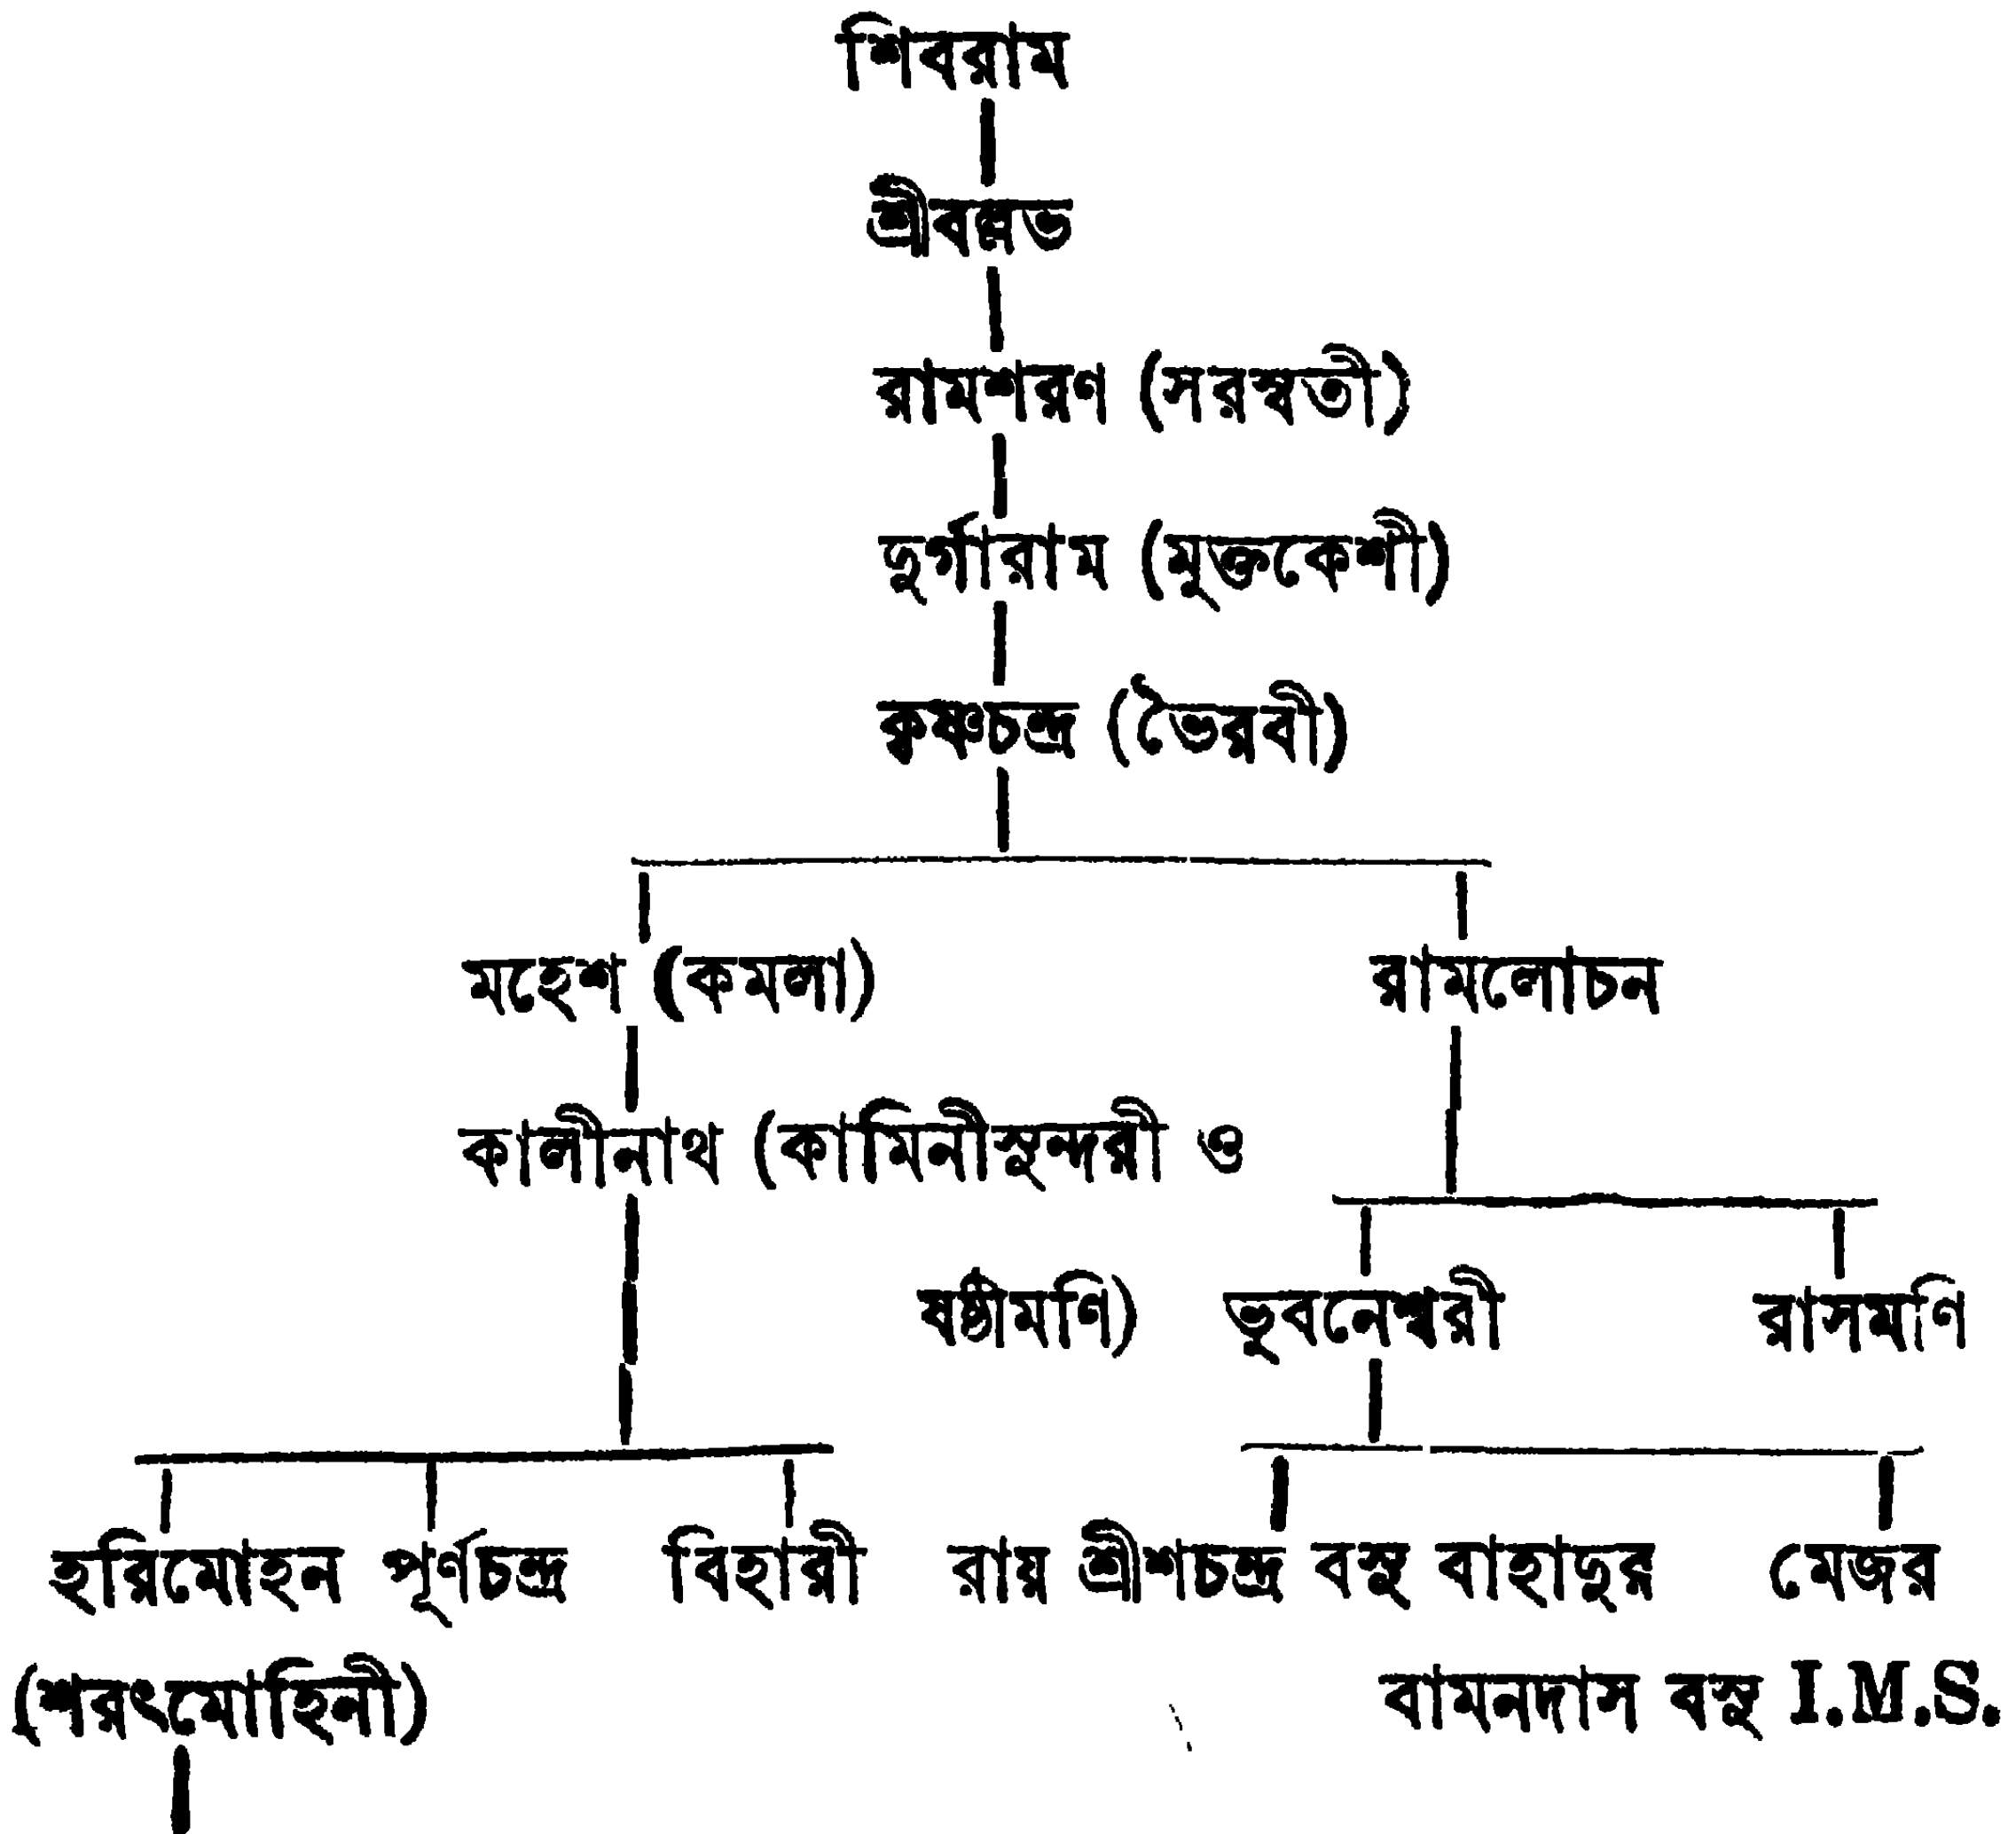 শিবরাম
শ্রীবল্লভ
রামশরণ (সরস্বতী)
দুর্গারাম (মুক্তকেশী)
কৃষ্ণচন্দ্র (ভৈরবী)
মহেশ (কমলা) রামলোচন
কালীনাথ (কামিনীসুন্দরী ও
ষষ্ঠীমণি) ভুবনেশ্বরী রাসমণি
হরিমোহন পূর্ণচন্দ্র বিহারী রায় শ্রীশচন্দ্র বসু বাহাদুর মেজর
(শরৎমোহিনী) বামনদাস বসু I.M.S.